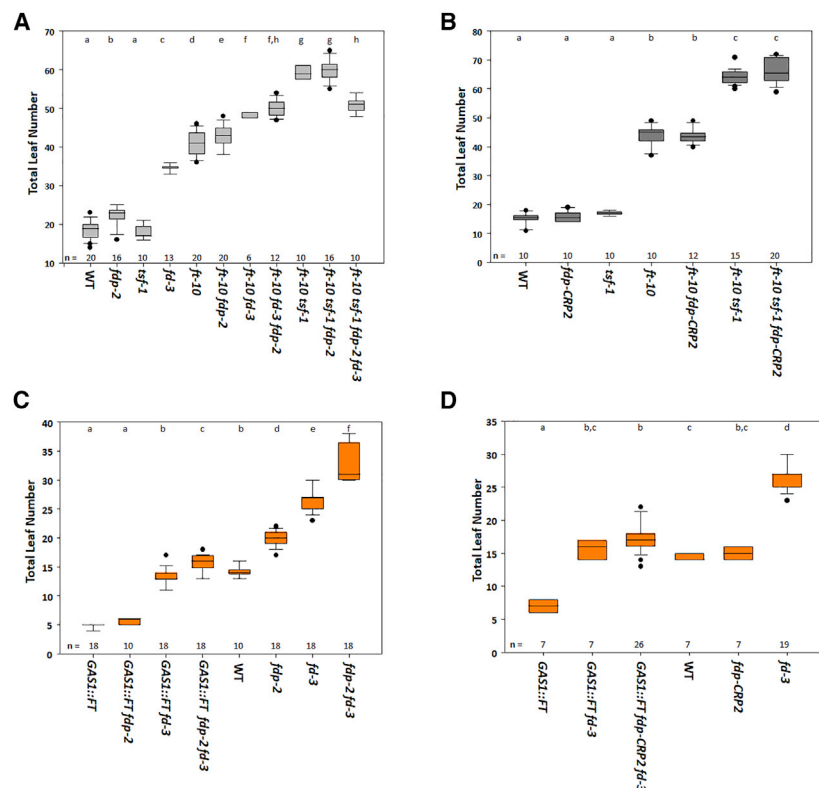 A
Total Leaf Number
70
60
50
40
30
20
10
a b a c d e f f,h g g h
n = 20 16 10 13 20 20 6 12 10 16 10
WT
fdp-2
tsf-1
fd-3
ft-10
ft-10 fdp-2
ft-10 fd-3
ft-10 fd-3 fdp-2
ft-10 tsf-1
ft-10 tsf-1 fdp-2
ft-10 tsf-1 fdp-2 fd-3
B
Total Leaf Number
80
70
60
50
40
30
20
10
0
a a a b b c c
n = 10 10 10 10 12 15 20
WT
fdp-CRP2
tsf-1
ft-10
ft-10 fdp-CRP2
ft-10 tsf-1
ft-10 tsf-1 fdp-CRP2
C
Total Leaf Number
40
35
30
25
20
15
10
5
0
a a b c b d e f
n = 18 10 18 18 10 18 18 18
GAS1::FT
GAS1::FT fdp-2
GAS1::FT fd-3
GAS1::FT fdp-2 fd-3
WT
fdp-2
fd-3
fdp-2 fd-3
D
Total Leaf Number
35
30
25
20
15
10
5
0
a b,c b c b,c d
n = 7 7 26 7 7 19
GAS1::FT
GAS1::FT fd-3
GAS1::FT fdp-CRP2 fd-3
WT
fdp-CRP2
fd-3